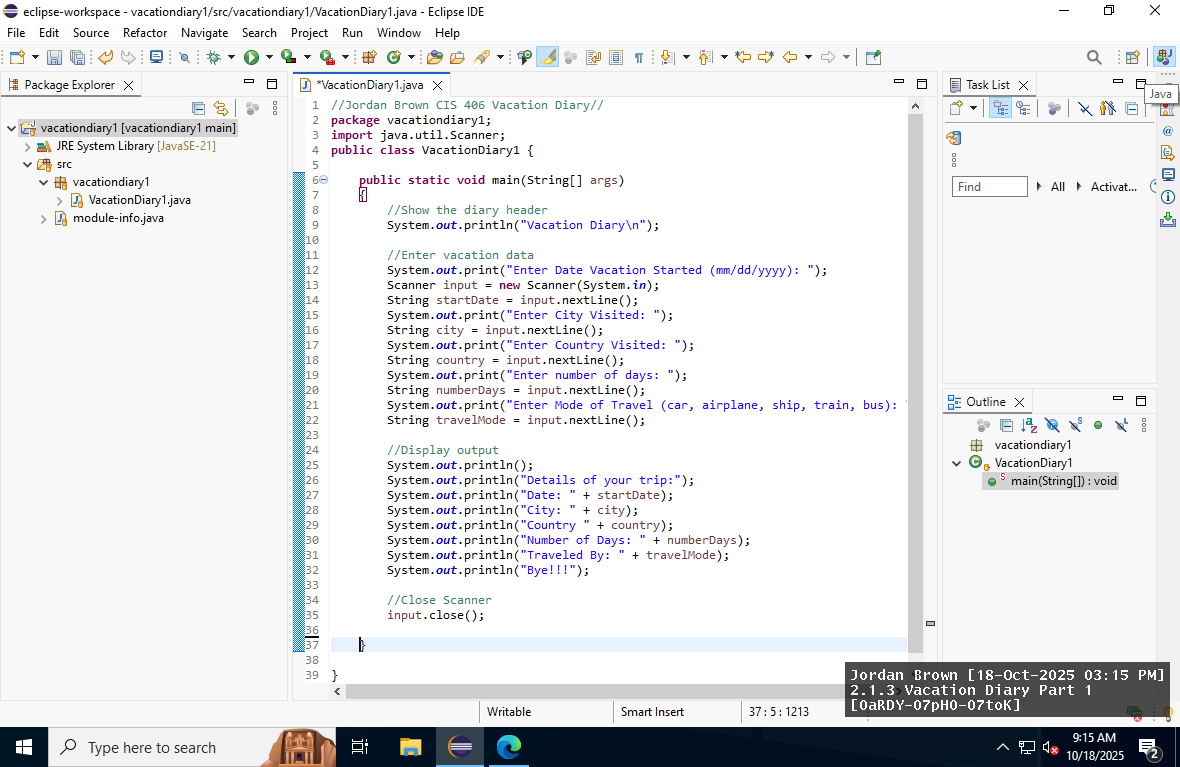 eclipse-workspace - vacationdiary1/src/vacationdiary1/VacationDiary1.java - Eclipse IDE
File Edit Source Refactor Navigate Search Project Run Window Help
Package Explorer
*VacationDiary1.java
Task List
Java
vacationdiary1 [vacationdiary1 main]
JRE System Library [JavaSE-21]
src
vacationdiary1
VacationDiary1.java
module-info.java
1 //Jordan Brown CIS 406 Vacation Diary//
2 package vacationdiary1;
3 import java.util.Scanner;
4 public class VacationDiary1 {
5
6 public static void main(String[] args)
7 {
8 //Show the diary header
9 System.out.println("Vacation Diary\n");
10
11 //Enter vacation data
12 System.out.print("Enter Date Vacation Started (mm/dd/yyyy): ");
13 Scanner input = new Scanner(System.in);
14 String startDate = input.nextLine();
15 System.out.print("Enter City Visited: ");
16 String city = input.nextLine();
17 System.out.print("Enter Country Visited: ");
18 String country = input.nextLine();
19 System.out.print("Enter number of days: ");
20 String numberDays = input.nextLine();
21 System.out.print("Enter Mode of Travel (car, airplane, ship, train, bus): "
22 String travelMode = input.nextLine();
23
24 //Display output
25 System.out.println();
26 System.out.println("Details of your trip:");
27 System.out.println("Date: " + startDate);
28 System.out.println("City: " + city);
29 System.out.println("Country " + country);
30 System.out.println("Number of Days: " + numberDays);
31 System.out.println("Traveled By: " + travelMode);
32 System.out.println("Bye!!!");
33
34 //Close Scanner
35 input.close();
36
37 }
38
39 }
Find All Activat...
Outline
vacationdiary1
VacationDiary1
main(String[]) : void
Writable Smart Insert 37 : 5 : 1213
Jordan Brown [18-Oct-2025 03:15 PM]
2.1.3 Vacation Diary Part 1
[OaRDY-O7pHO-O7toK]
Type here to search
9:15 AM
10/18/2025
2